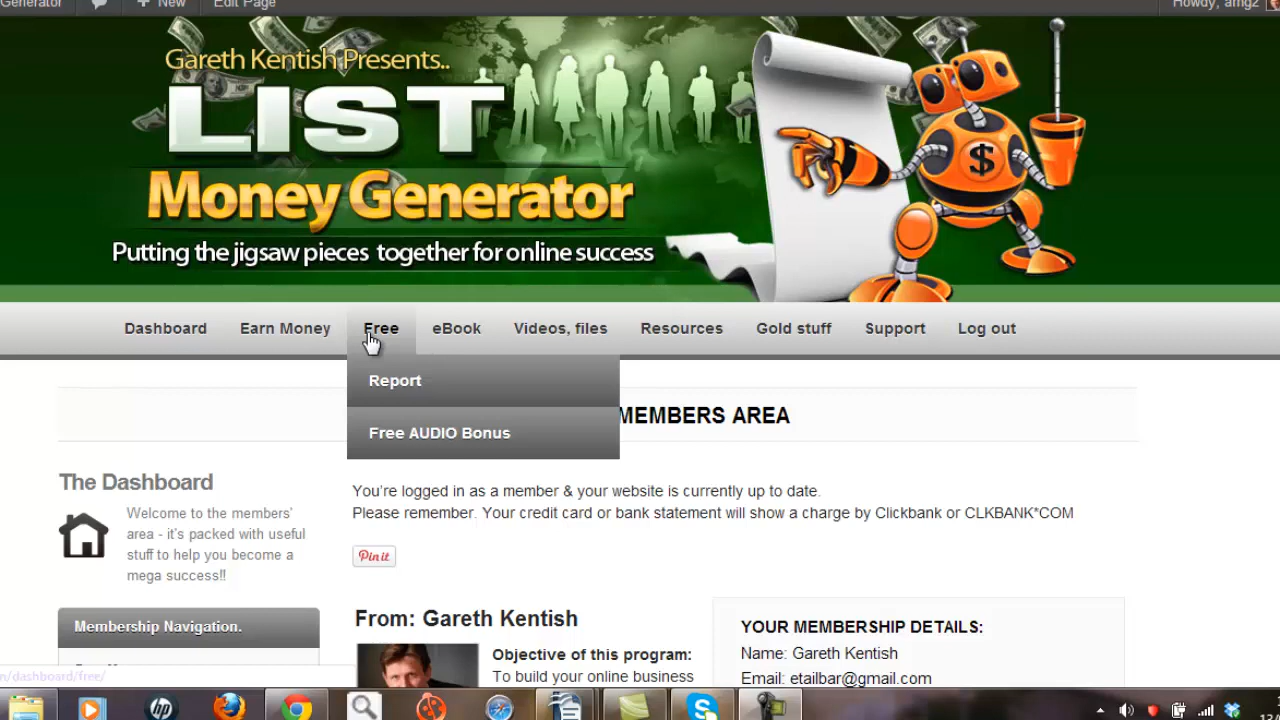 Generator New Edit Page Howdy, amg2
Gareth Kentish Presents..
LIST
Money Generator
Putting the jigsaw pieces together for online success
$
Dashboard Earn Money Free eBook Videos, files Resources Gold stuff Support Log out
Report
Free AUDIO Bonus
MEMBERS AREA
The Dashboard
Welcome to the members'
area - it's packed with useful
stuff to help you become a
mega success!!
You're logged in as a member & your website is currently up to date.
Please remember. Your credit card or bank statement will show a charge by Clickbank or CLKBANK*COM
Pin it
Membership Navigation.
From: Gareth Kentish
Objective of this program:
To build your online business
YOUR MEMBERSHIP DETAILS:
Name: Gareth Kentish
Email: etailbar@gmail.com
n/dashboard/free/
hp